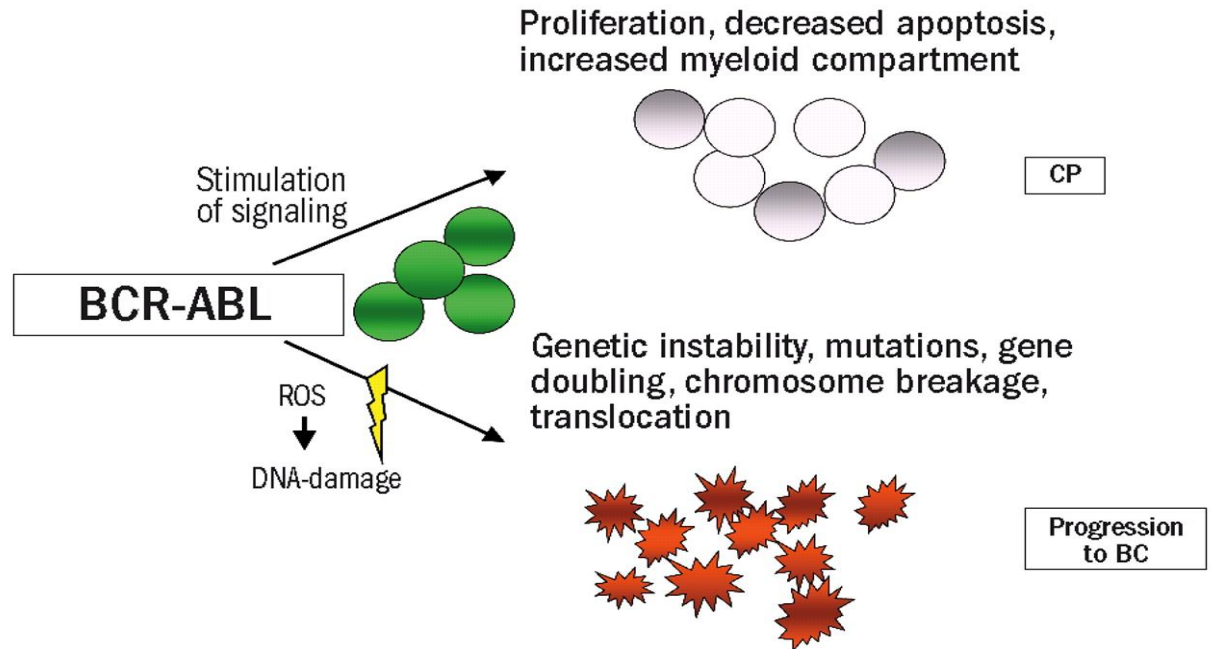 Proliferation, decreased apoptosis,
increased myeloid compartment
CP
Stimulation
of signaling
BCR-ABL
Genetic instability, mutations, gene
doubling, chromosome breakage,
translocation
ROS
DNA-damage
Progression
to BC